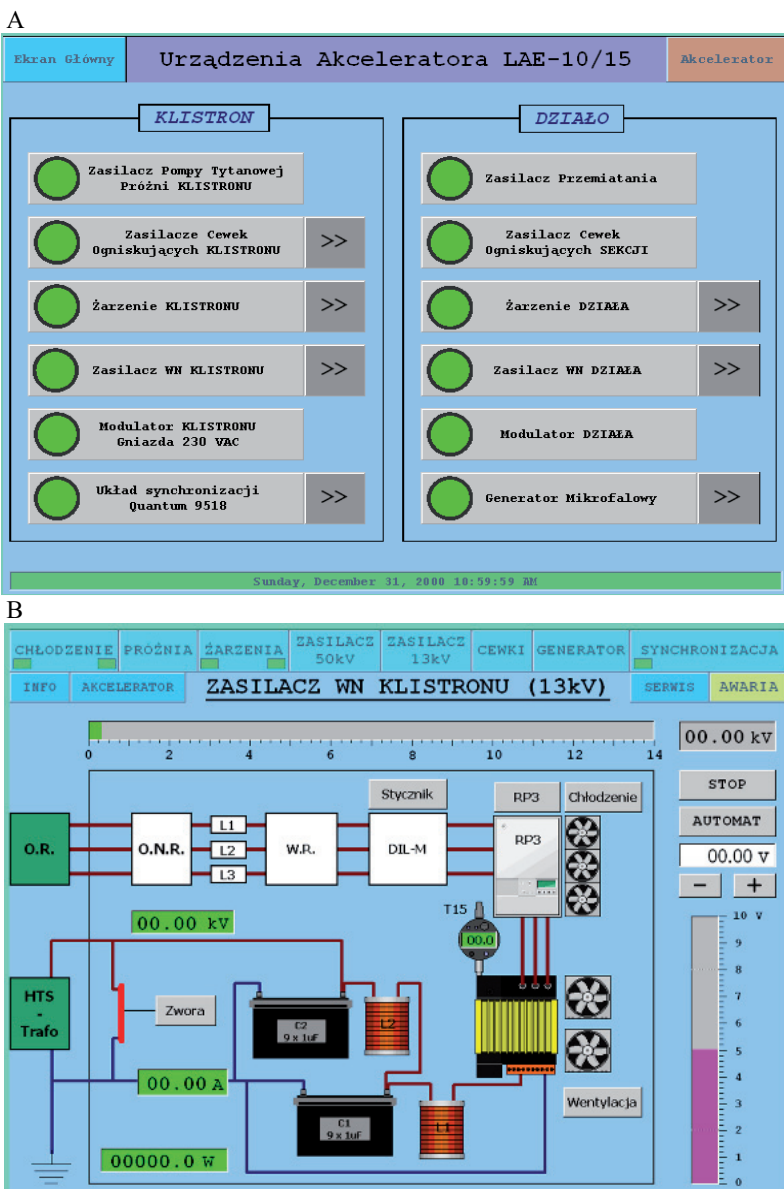 A
Ekran Główny
Urządzenia Akceleratora LAE-10/15
Akcelerator
KLISTRON
Zasilacz Pompy Tytanowej
Próżni KLISTRONU
Zasilacze Cewek
Ogniskujących KLISTRONU
>>
Żarzenie KLISTRONU
>>
Zasilacz WN KLISTRONU
>>
Modulator KLISTRONU
Gniazda 230 VAC
Układ synchronizacji
Quantum 9518
>>
DZIAŁO
Zasilacz Przemiatania
Zasilacz Cewek
Ogniskujących SEKCJI
Żarzenie DZIAŁA
>>
Zasilacz WN DZIAŁA
>>
Modulator DZIAŁA
Generator Mikrofalowy
>>
Sunday, December 31, 2000 10:59:59 AM
B
CHŁODZENIE
PRÓŻNIA
ŻARZENIA
ZASILACZ
50kV
ZASILACZ
13kV
CEWKI
GENERATOR
SYNCHRONIZACJA
INFO
AKCELERATOR
ZASILACZ WN KLISTRONU (13kV)
SERWIS
AWARIA
0 2 4 6 8 10 12 14
00.00 kV
STOP
AUTOMAT
00.00 V
− +
Stycznik
RP3
Chłodzenie
O.R.
O.N.R.
L1
L2
L3
W.R.
DIL-M
RP3
T15
00.0
00.00 kV
HTS
-
Trafo
Zwora
C2
9 x 1uF
L2
00.00 A
C1
9 x 1uF
L1
Wentylacja
00000.0 W
10 V
9
8
7
6
5
4
3
2
1
0